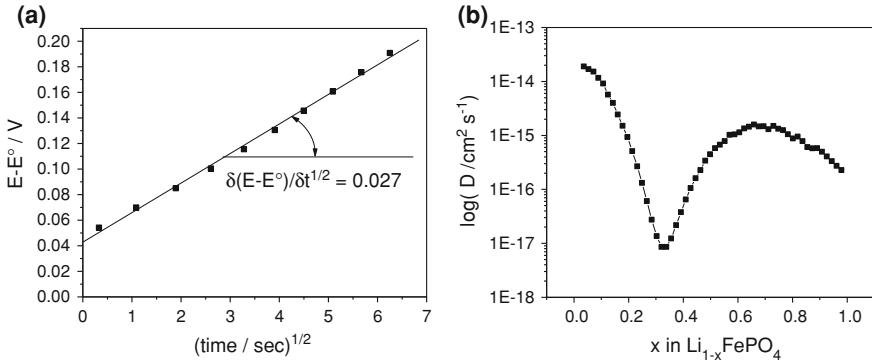 (a)
0.20
0.18
0.16
0.14
0.12
0.10
0.08
0.06
0.04
0.02
0.00
E-E° / V
δ(E-E°)/δt^{1/2} = 0.027
0 1 2 3 4 5 6 7
(time / sec)^{1/2}
(b)
1E-13
1E-14
1E-15
1E-16
1E-17
1E-18
log( D /cm² s⁻¹)
0.0 0.2 0.4 0.6 0.8 1.0
x in Li₁₋ₓFePO₄